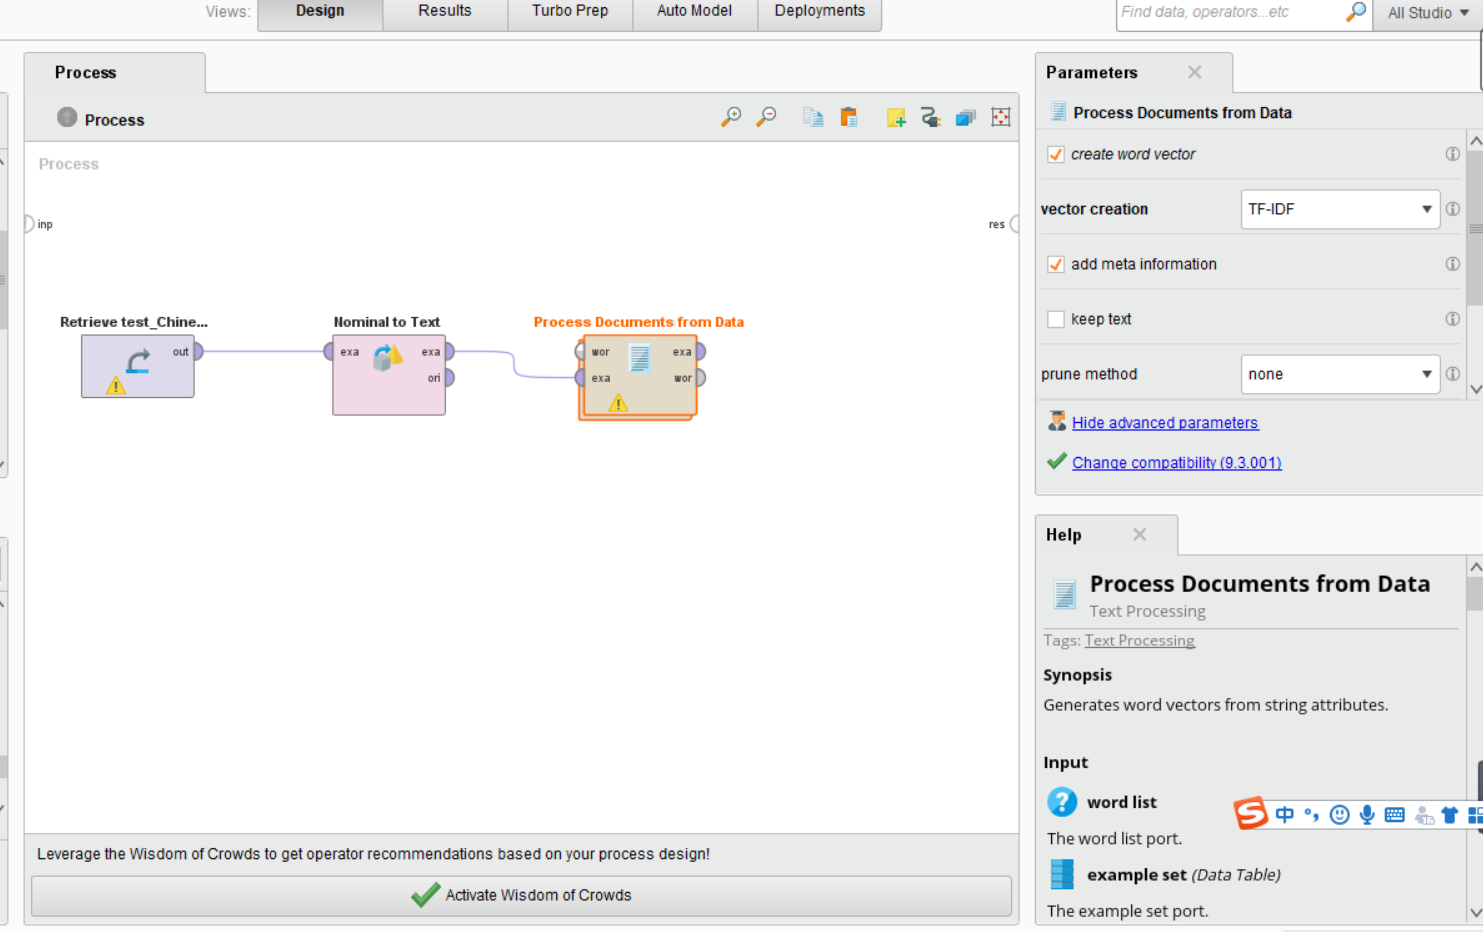 Views:
Design
Results
Turbo Prep
Auto Model
Deployments
Find data, operators...etc
All Studio
Process
Process
Process
inp
res
Retrieve test_Chine...
out
Nominal to Text
exa
exa
ori
Process Documents from Data
wor
exa
exa
wor
Leverage the Wisdom of Crowds to get operator recommendations based on your process design!
Activate Wisdom of Crowds
Parameters
Process Documents from Data
create word vector
vector creation
TF-IDF
add meta information
keep text
prune method
none
Hide advanced parameters
Change compatibility (9.3.001)
Help
Process Documents from Data
Text Processing
Tags: Text Processing
Synopsis
Generates word vectors from string attributes.
Input
word list
The word list port.
example set (Data Table)
The example set port.
S 中 °,